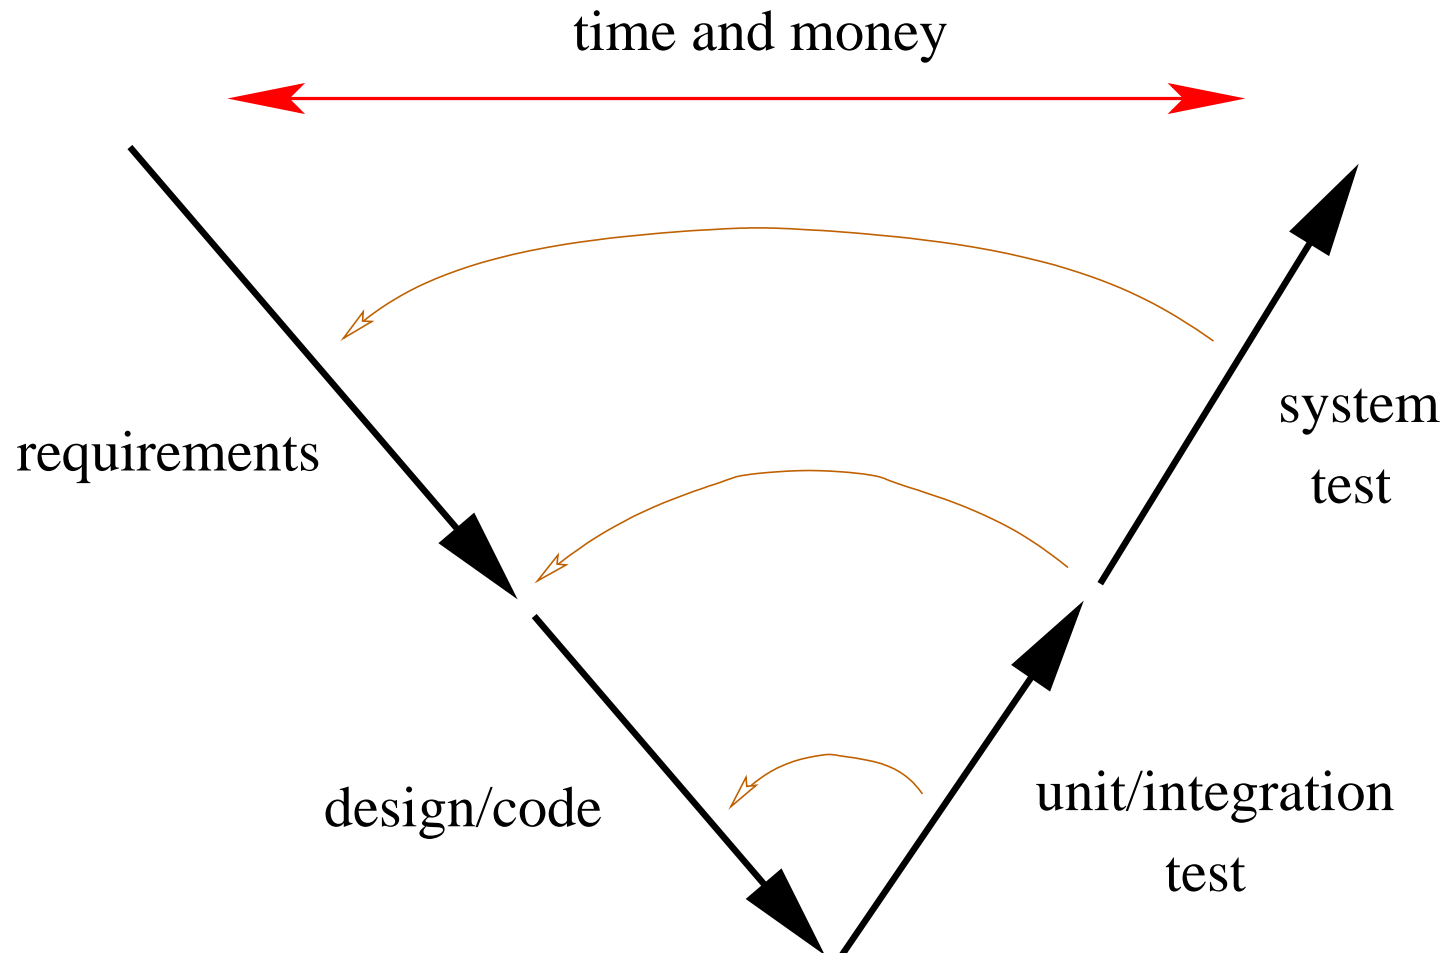 time and money
requirements
system
test
design/code
unit/integration
test